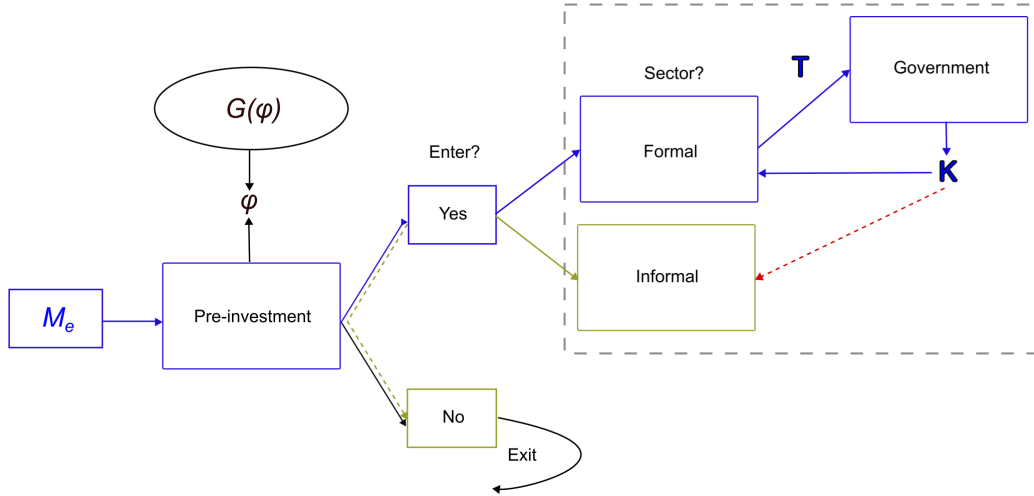 Government
T
Sector?
G(φ)
Formal
Enter?
K
φ
Yes
Informal
Pre-investment
Me
No
Exit